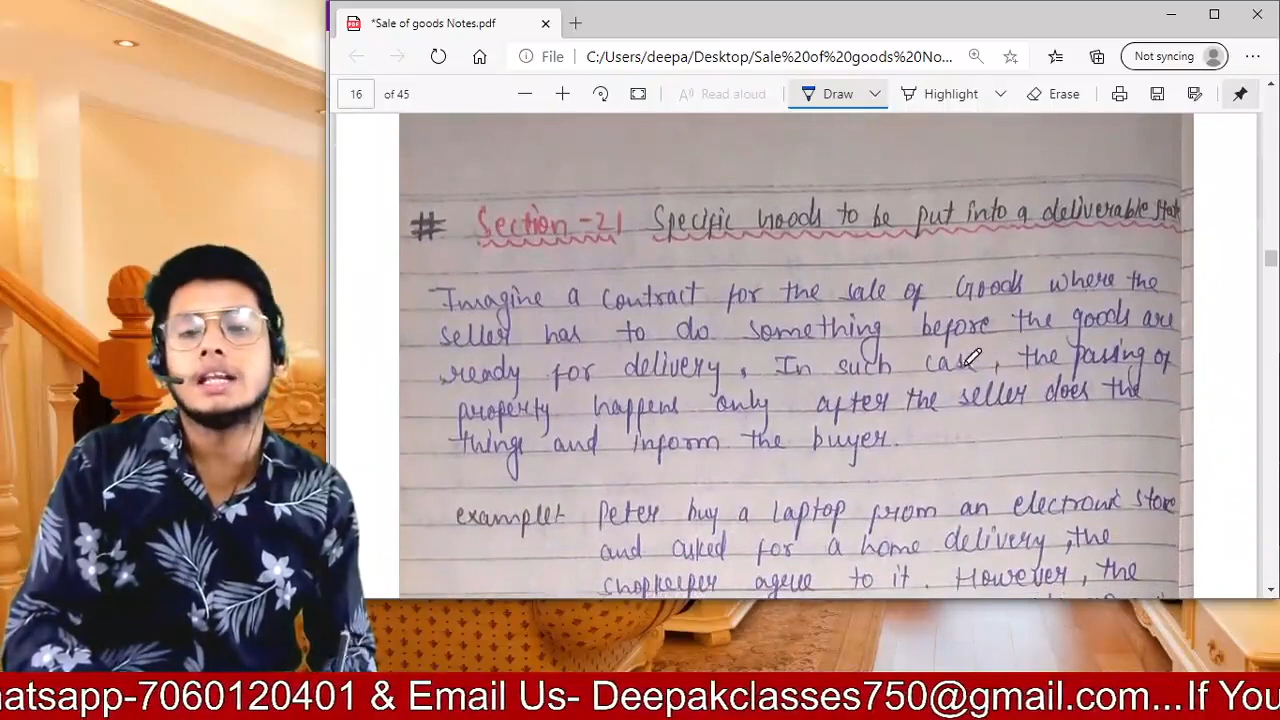 *Sale of goods Notes.pdf
File
C:/Users/deepa/Desktop/Sale%20of%20goods%20No...
Not syncing
16 of 45
Read aloud
Draw
Highlight
Erase
# Section-21 Specific Goods to be put into a deliverable state
Imagine a contract for the sale of Goods where the
seller has to do something before the goods are
ready for delivery. In such case, the passing of
property happens only after the seller does the
things and inform the buyer.
example:- Peter buy a laptop from an electronic store
and asked for a home delivery, the
shopkeeper agree to it. However, the
hatsapp-7060120401 & Email Us- Deepakclasses750@gmail.com...If You